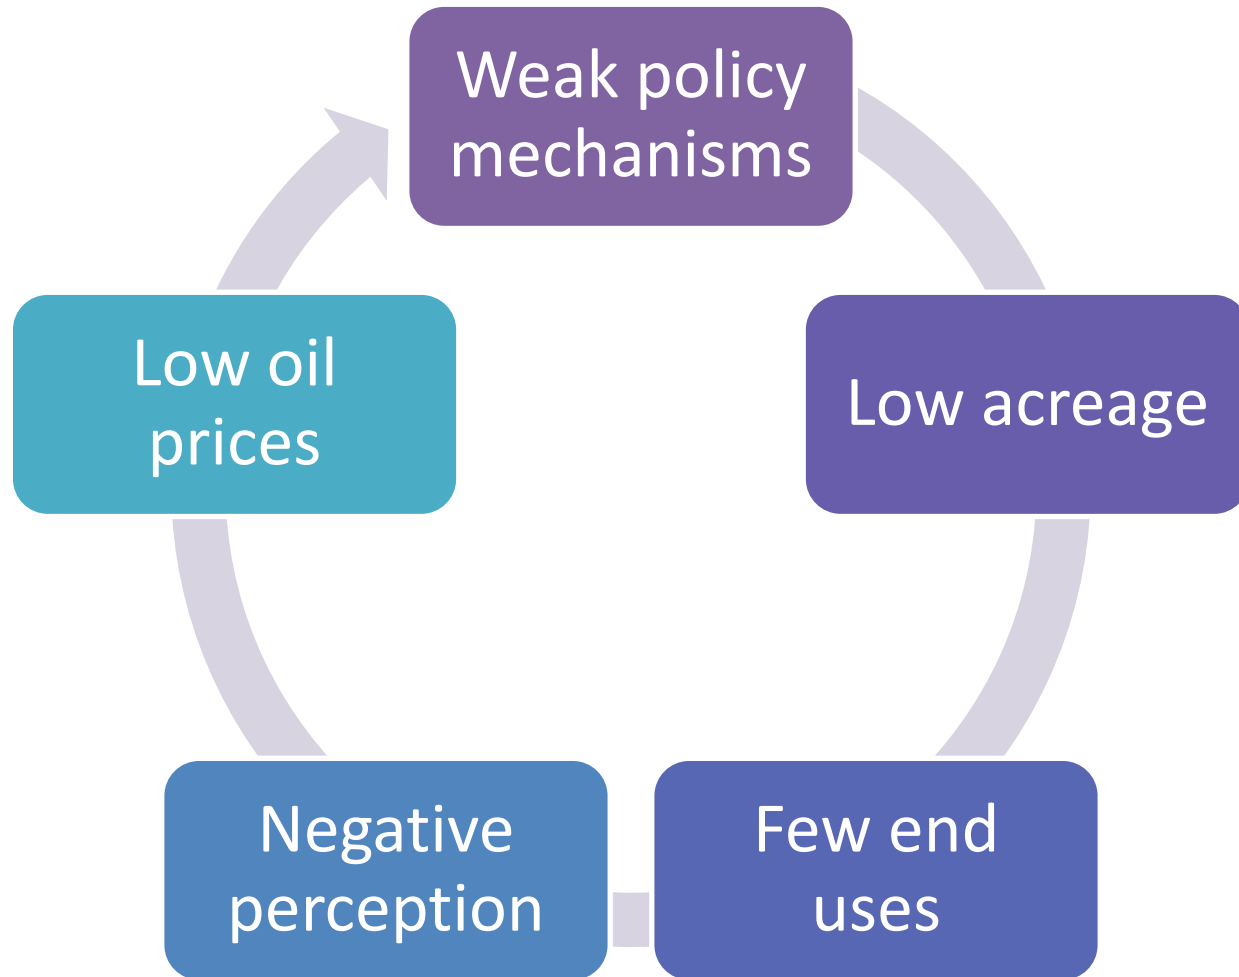 Weak policy
mechanisms
Low acreage
Few end
uses
Negative
perception
Low oil
prices